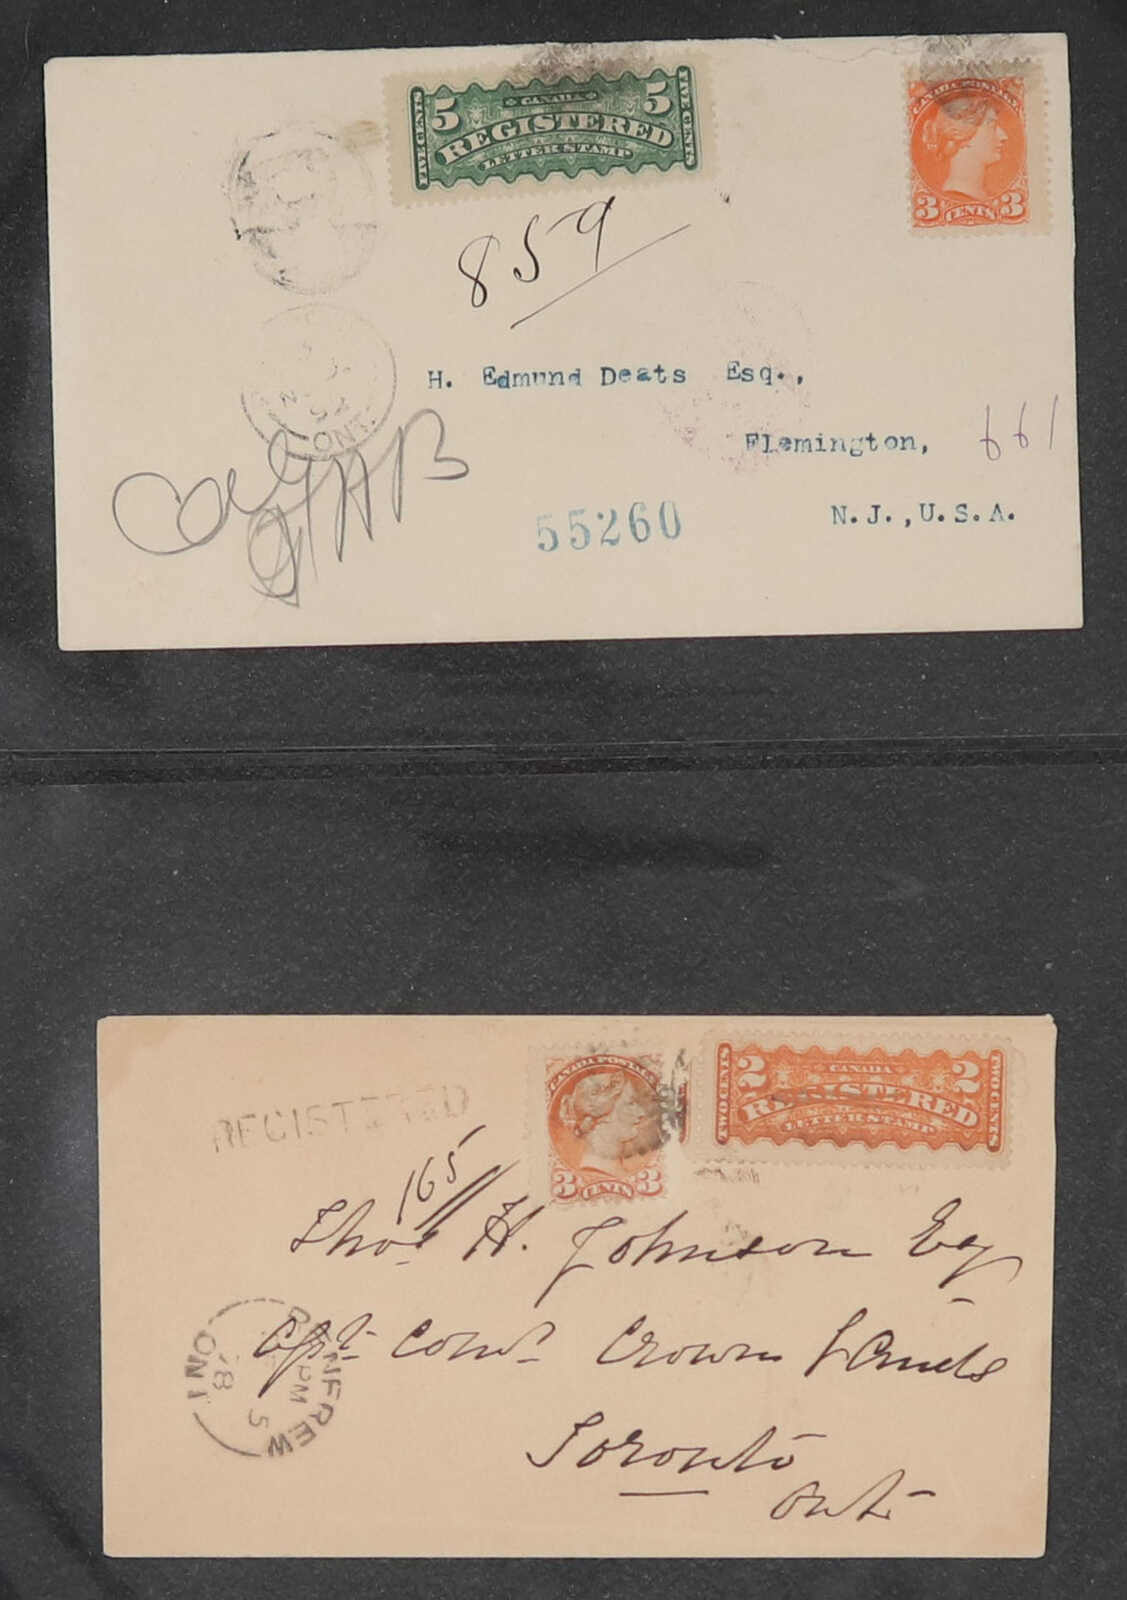 5 CANADA 5
REGISTERED
LETTER STAMP
FIVE CENTS
FIVE CENTS
CANADA POSTAGE
3 CENTS 3
859
H. Edmund Deats Esq.,
Flemington,
661
N.J.,U.S.A.
55260
ONT.
REGISTERED
CANADA POSTAGE
3 CENTS 3
2 CANADA 2
REGISTERED
LETTER STAMP
TWO CENTS
TWO CENTS
165
Thos. H. Johnson Esq
Crown Lands
Toronto
Ont.
RENFREW
PM
5
ONT